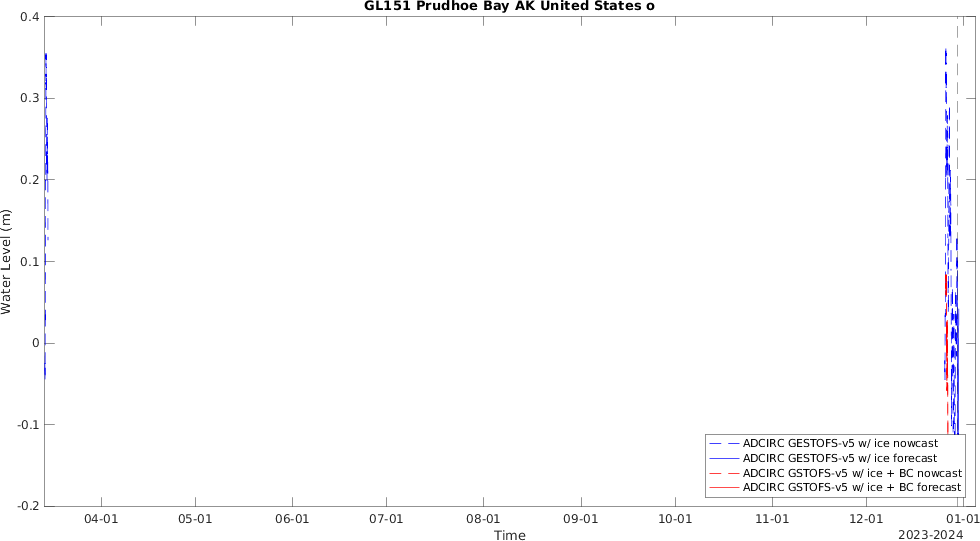 GL151 Prudhoe Bay AK United States o
0.4
0.3
0.2
0.1
0
-0.1
-0.2
Water Level (m)
ADCIRC GESTOFS-v5 w/ ice nowcast
ADCIRC GESTOFS-v5 w/ ice forecast
ADCIRC GSTOFS-v5 w/ ice + BC nowcast
ADCIRC GSTOFS-v5 w/ ice + BC forecast
04-01 05-01 06-01 07-01 08-01 09-01 10-01 11-01 12-01 01-01
Time
2023-2024